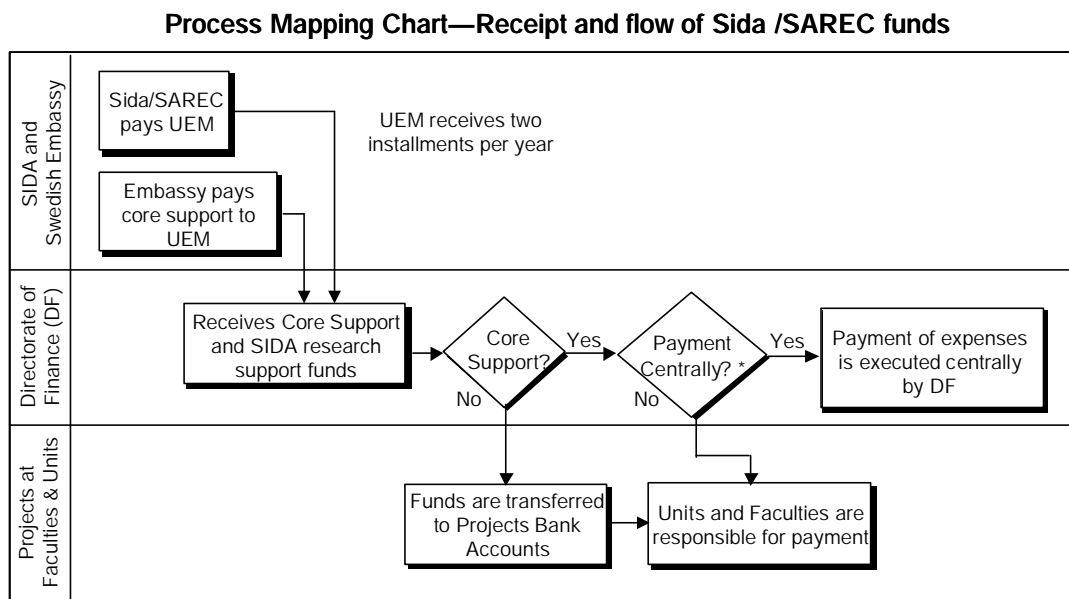 Process Mapping Chart—Receipt and flow of Sida /SAREC funds
SIDA and
Swedish Embassy
Sida/SAREC
pays UEM
UEM receives two
installments per year
Embassy pays
core support to
UEM
Directorate of
Finance (DF)
Receives Core Support
and SIDA research
support funds
Core
Support?
Yes
No
Payment
Centrally? *
Yes
No
Payment of expenses
is executed centrally
by DF
Projects at
Faculties & Units
Funds are transferred
to Projects Bank
Accounts
Units and Faculties are
responsible for payment